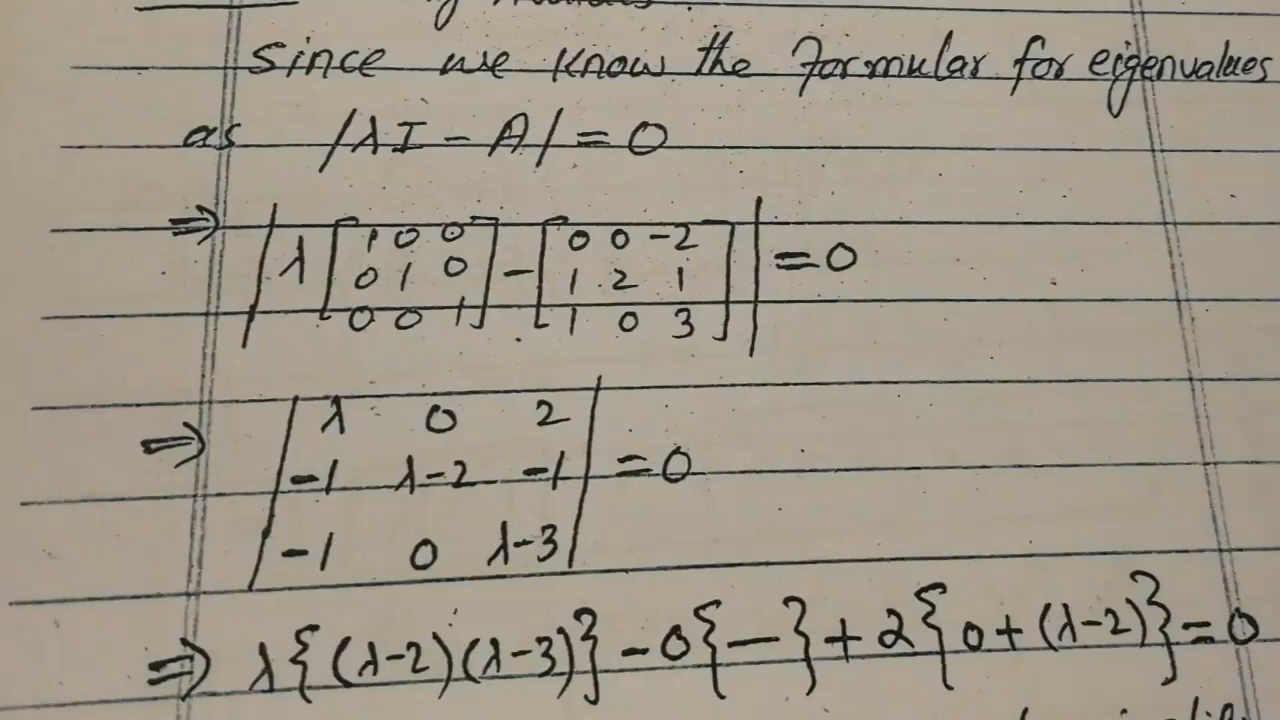 Since we know the Formular for eigenvalues
as |λI - A| = 0
⇒ |λ[1 0 0; 0 1 0; 0 0 1] - [0 0 -2; 1 2 1; 1 0 3]| = 0
⇒ |λ 0 2; -1 λ-2 -1; -1 0 λ-3| = 0
⇒ λ{(λ-2)(λ-3)} - 0{—} + 2{0 + (λ-2)} = 0